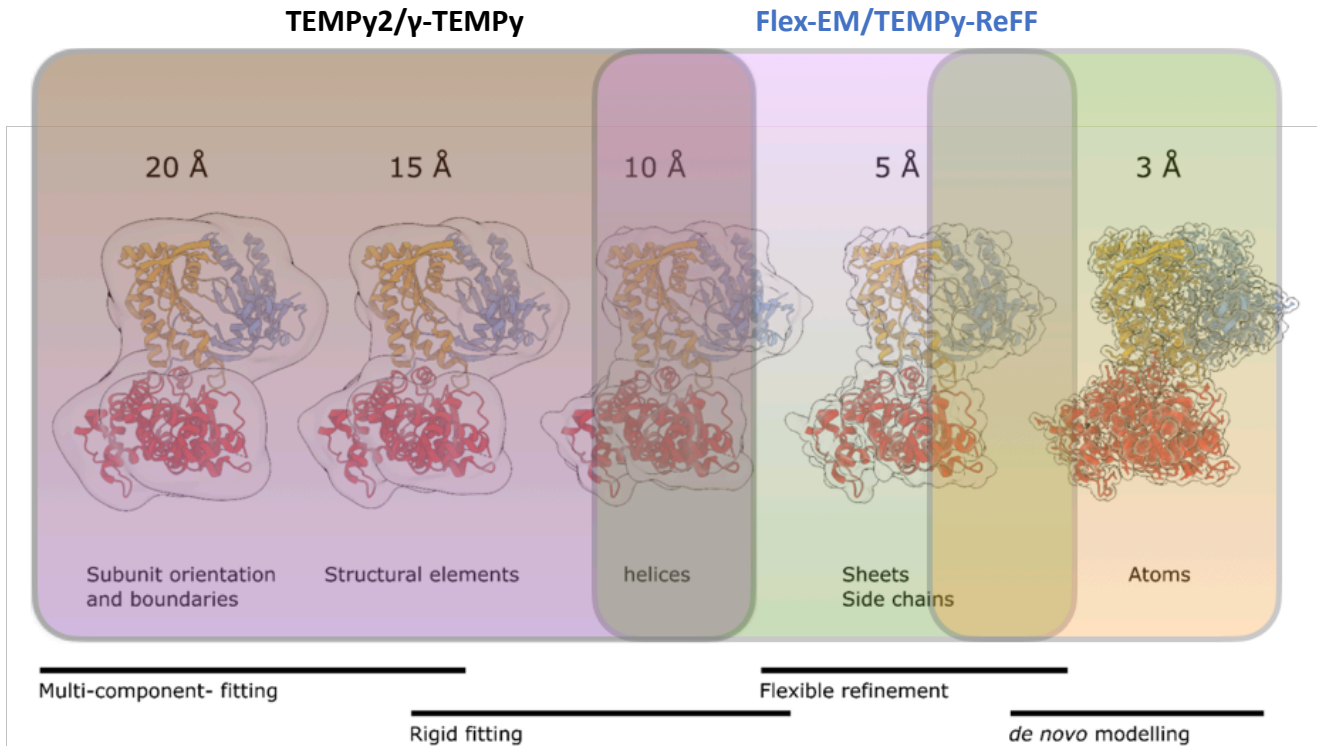 TEMPy2/γ-TEMPy
Flex-EM/TEMPy-ReFF
20 Å
15 Å
10 Å
5 Å
3 Å
Subunit orientation
and boundaries
Structural elements
helices
Sheets
Side chains
Atoms
Multi-component- fitting
Flexible refinement
Rigid fitting
de novo modelling